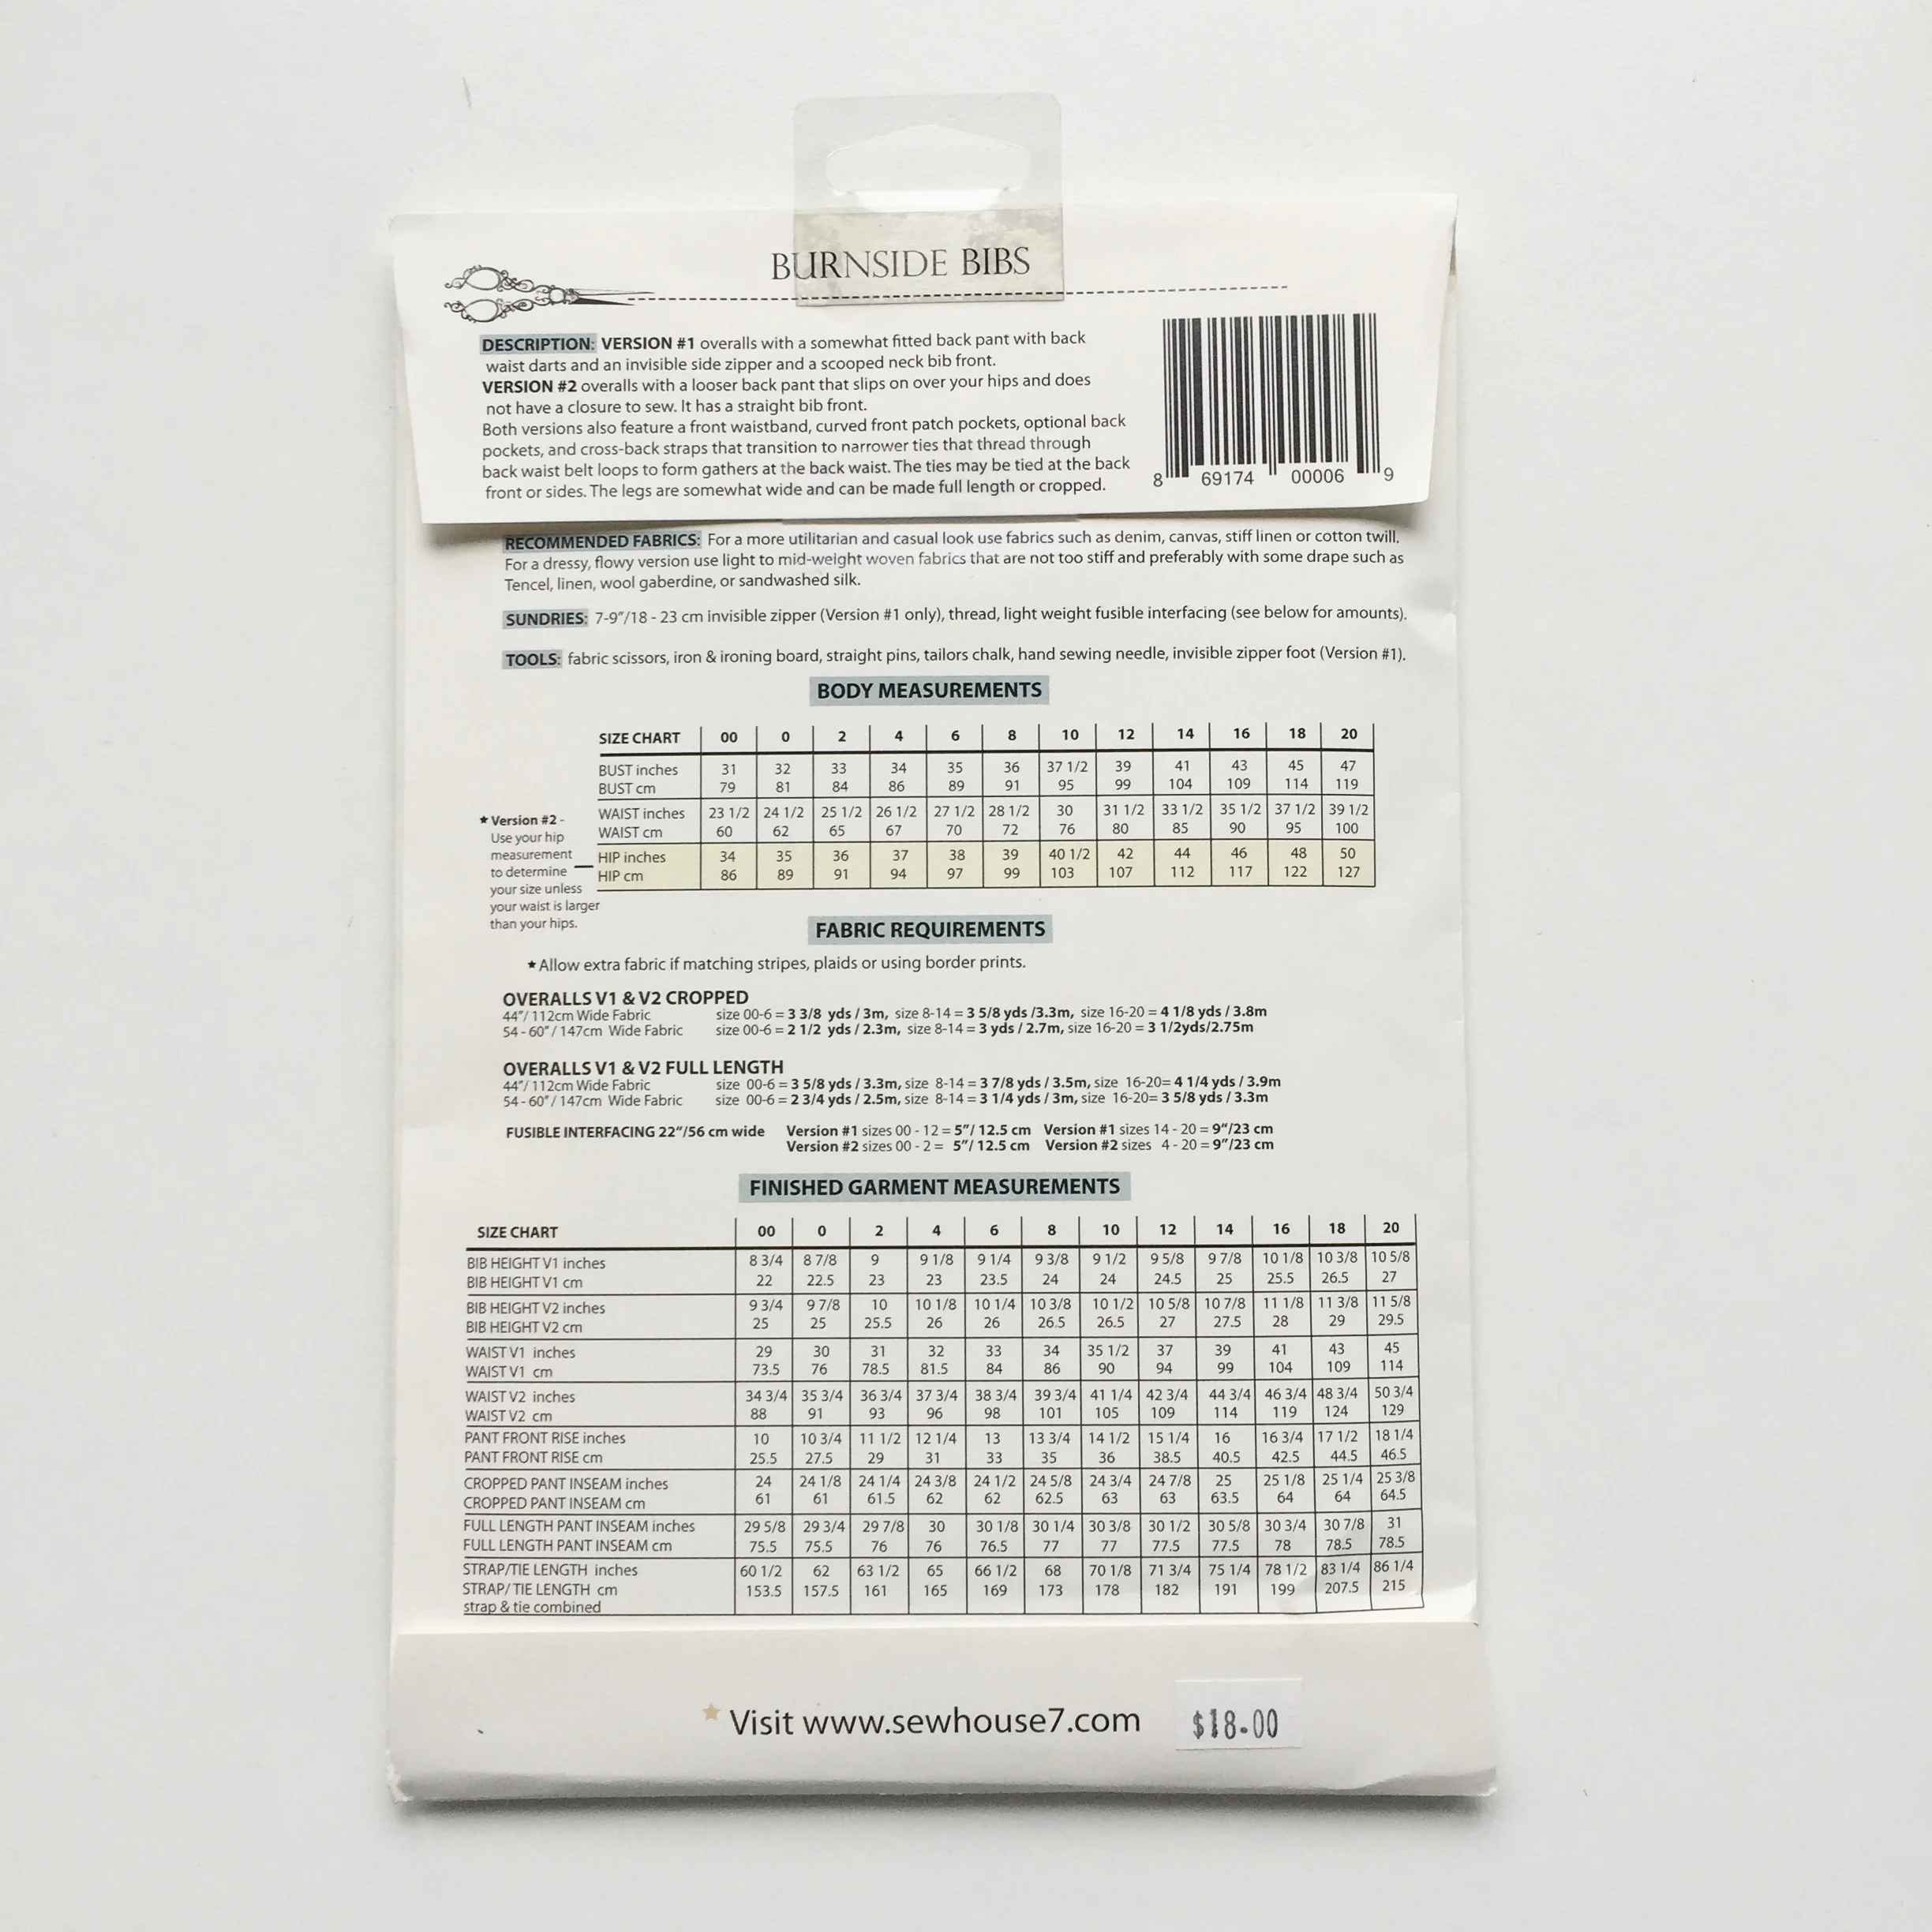 BURNSIDE BIBS
DESCRIPTION: VERSION #1 overalls with a somewhat fitted back pant with back
waist darts and an invisible side zipper and a scooped neck bib front.
VERSION #2 overalls with a looser back pant that slips on over your hips and does
not have a closure to sew. It has a straight bib front.
Both versions also feature a front waistband, curved front patch pockets, optional back
pockets, and cross-back straps that transition to narrower ties that thread through
back waist belt loops to form gathers at the back waist. The ties may be tied at the back
front or sides. The legs are somewhat wide and can be made full length or cropped.
8 69174 00006 9
RECOMMENDED FABRICS: For a more utilitarian and casual look use fabrics such as denim, canvas, stiff linen or cotton twill.
For a dressy, flowy version use light to mid-weight woven fabrics that are not too stiff and preferably with some drape such as
Tencel, linen, wool gaberdine, or sandwashed silk.
SUNDRIES: 7-9"/18 - 23 cm invisible zipper (Version #1 only), thread, light weight fusible interfacing (see below for amounts).
TOOLS: fabric scissors, iron & ironing board, straight pins, tailors chalk, hand sewing needle, invisible zipper foot (Version #1).
BODY MEASUREMENTS
SIZE CHART 00 0 2 4 6 8 10 12 14 16 18 20
BUST inches 31 32 33 34 35 36 37 1/2 39 41 43 45 47
BUST cm 79 81 84 86 89 91 95 99 104 109 114 119
WAIST inches 23 1/2 24 1/2 25 1/2 26 1/2 27 1/2 28 1/2 30 31 1/2 33 1/2 35 1/2 37 1/2 39 1/2
WAIST cm 60 62 65 67 70 72 76 80 85 90 95 100
HIP inches 34 35 36 37 38 39 40 1/2 42 44 46 48 50
HIP cm 86 89 91 94 97 99 103 107 112 117 122 127
★ Version #2 -
Use your hip
measurement
to determine
your size unless
your waist is larger
than your hips.
FABRIC REQUIREMENTS
★ Allow extra fabric if matching stripes, plaids or using border prints.
OVERALLS V1 & V2 CROPPED
44"/ 112cm Wide Fabric size 00-6 = 3 3/8 yds / 3m, size 8-14 = 3 5/8 yds /3.3m, size 16-20 = 4 1/8 yds / 3.8m
54 - 60" / 147cm Wide Fabric size 00-6 = 2 1/2 yds / 2.3m, size 8-14 = 3 yds / 2.7m, size 16-20 = 3 1/2yds/2.75m
OVERALLS V1 & V2 FULL LENGTH
44"/ 112cm Wide Fabric size 00-6 = 3 5/8 yds / 3.3m, size 8-14 = 3 7/8 yds / 3.5m, size 16-20= 4 1/4 yds / 3.9m
54 - 60" / 147cm Wide Fabric size 00-6 = 2 3/4 yds / 2.5m, size 8-14 = 3 1/4 yds / 3m, size 16-20= 3 5/8 yds / 3.3m
FUSIBLE INTERFACING 22"/56 cm wide Version #1 sizes 00 - 12 = 5"/ 12.5 cm Version #1 sizes 14 - 20 = 9"/23 cm
Version #2 sizes 00 - 2 = 5"/ 12.5 cm Version #2 sizes 4 - 20 = 9"/23 cm
FINISHED GARMENT MEASUREMENTS
SIZE CHART 00 0 2 4 6 8 10 12 14 16 18 20
BIB HEIGHT V1 inches 8 3/4 8 7/8 9 9 1/8 9 1/4 9 3/8 9 1/2 9 5/8 9 7/8 10 1/8 10 3/8 10 5/8
BIB HEIGHT V1 cm 22 22.5 23 23 23.5 24 24 24.5 25 25.5 26.5 27
BIB HEIGHT V2 inches 9 3/4 9 7/8 10 10 1/8 10 1/4 10 3/8 10 1/2 10 5/8 10 7/8 11 1/8 11 3/8 11 5/8
BIB HEIGHT V2 cm 25 25 25.5 26 26 26.5 26.5 27 27.5 28 29 29.5
WAIST V1 inches 29 30 31 32 33 34 35 1/2 37 39 41 43 45
WAIST V1 cm 73.5 76 78.5 81.5 84 86 90 94 99 104 109 114
WAIST V2 inches 34 3/4 35 3/4 36 3/4 37 3/4 38 3/4 39 3/4 41 1/4 42 3/4 44 3/4 46 3/4 48 3/4 50 3/4
WAIST V2 cm 88 91 93 96 98 101 105 109 114 119 124 129
PANT FRONT RISE inches 10 10 3/4 11 1/2 12 1/4 13 13 3/4 14 1/2 15 1/4 16 16 3/4 17 1/2 18 1/4
PANT FRONT RISE cm 25.5 27.5 29 31 33 35 36 38.5 40.5 42.5 44.5 46.5
CROPPED PANT INSEAM inches 24 24 1/8 24 1/4 24 3/8 24 1/2 24 5/8 24 3/4 24 7/8 25 25 1/8 25 1/4 25 3/8
CROPPED PANT INSEAM cm 61 61 61.5 62 62 62.5 63 63 63.5 64 64 64.5
FULL LENGTH PANT INSEAM inches 29 5/8 29 3/4 29 7/8 30 30 1/8 30 1/4 30 3/8 30 1/2 30 5/8 30 3/4 30 7/8 31
FULL LENGTH PANT INSEAM cm 75.5 75.5 76 76 76.5 77 77 77.5 77.5 78 78.5 78.5
STRAP/TIE LENGTH inches 60 1/2 62 63 1/2 65 66 1/2 68 70 1/8 71 3/4 75 1/4 78 1/2 83 1/4 86 1/4
STRAP/TIE LENGTH cm 153.5 157.5 161 165 169 173 178 182 191 199 207.5 215
strap & tie combined
★ Visit www.sewhouse7.com
$18.00